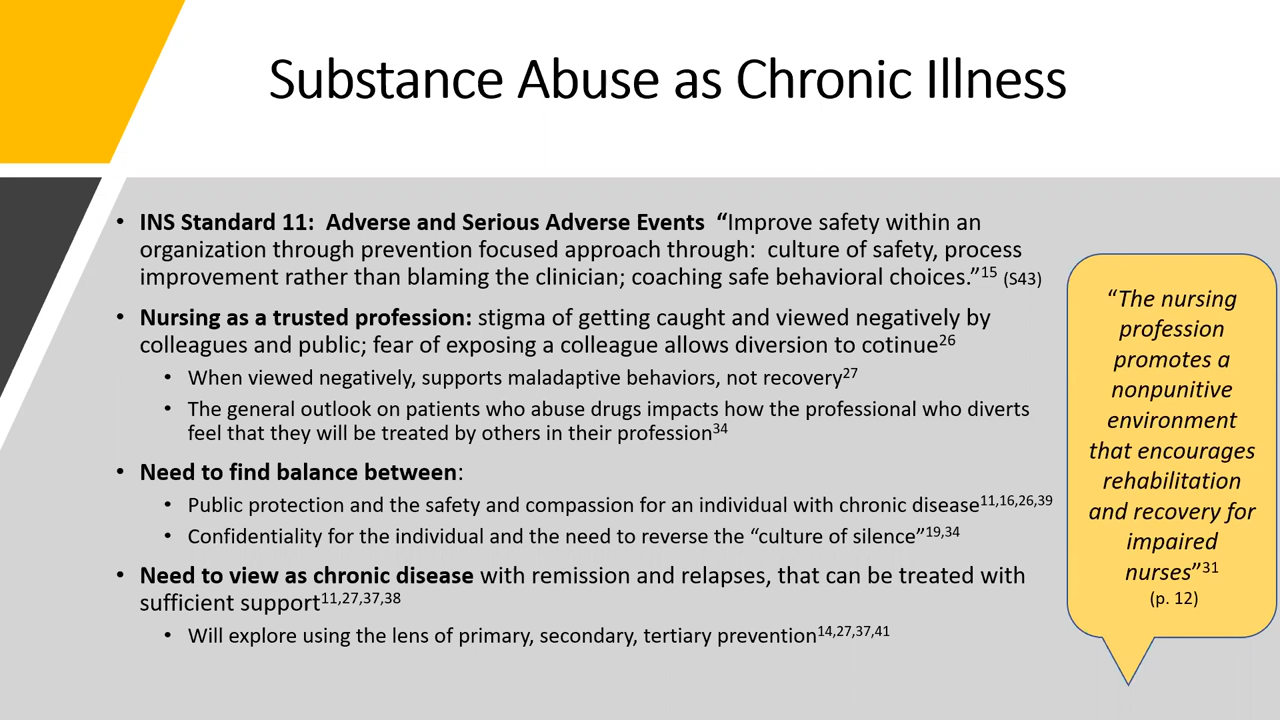 Substance Abuse as Chronic Illness
• INS Standard 11:  Adverse and Serious Adverse Events  “Improve safety within an
organization through prevention focused approach through:  culture of safety, process
improvement rather than blaming the clinician; coaching safe behavioral choices.”15 (S43)
• Nursing as a trusted profession: stigma of getting caught and viewed negatively by
colleagues and public; fear of exposing a colleague allows diversion to cotinue26
• When viewed negatively, supports maladaptive behaviors, not recovery27
• The general outlook on patients who abuse drugs impacts how the professional who diverts
feel that they will be treated by others in their profession34
• Need to find balance between:
• Public protection and the safety and compassion for an individual with chronic disease11,16,26,39
• Confidentiality for the individual and the need to reverse the “culture of silence”19,34
• Need to view as chronic disease with remission and relapses, that can be treated with
sufficient support11,27,37,38
• Will explore using the lens of primary, secondary, tertiary prevention14,27,37,41
“The nursing
profession
promotes a
nonpunitive
environment
that encourages
rehabilitation
and recovery for
impaired
nurses”31
(p. 12)